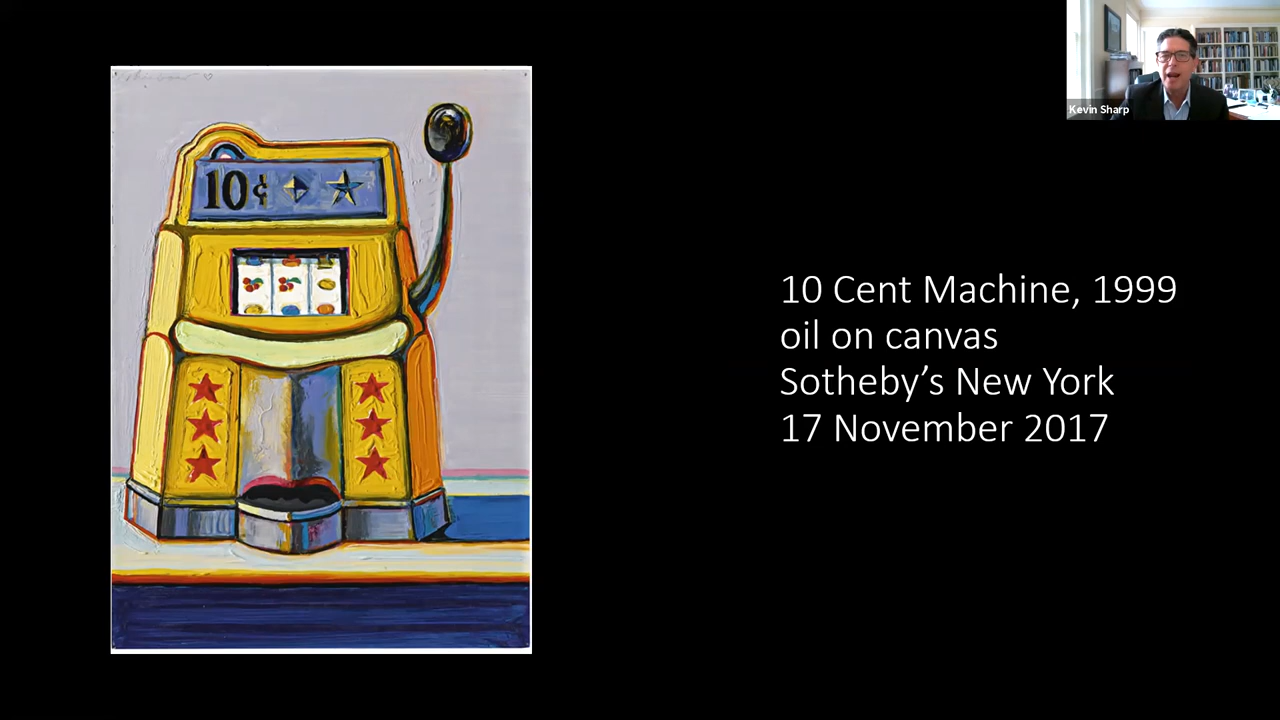 Kevin Sharp
10¢
10 Cent Machine, 1999
oil on canvas
Sotheby’s New York
17 November 2017